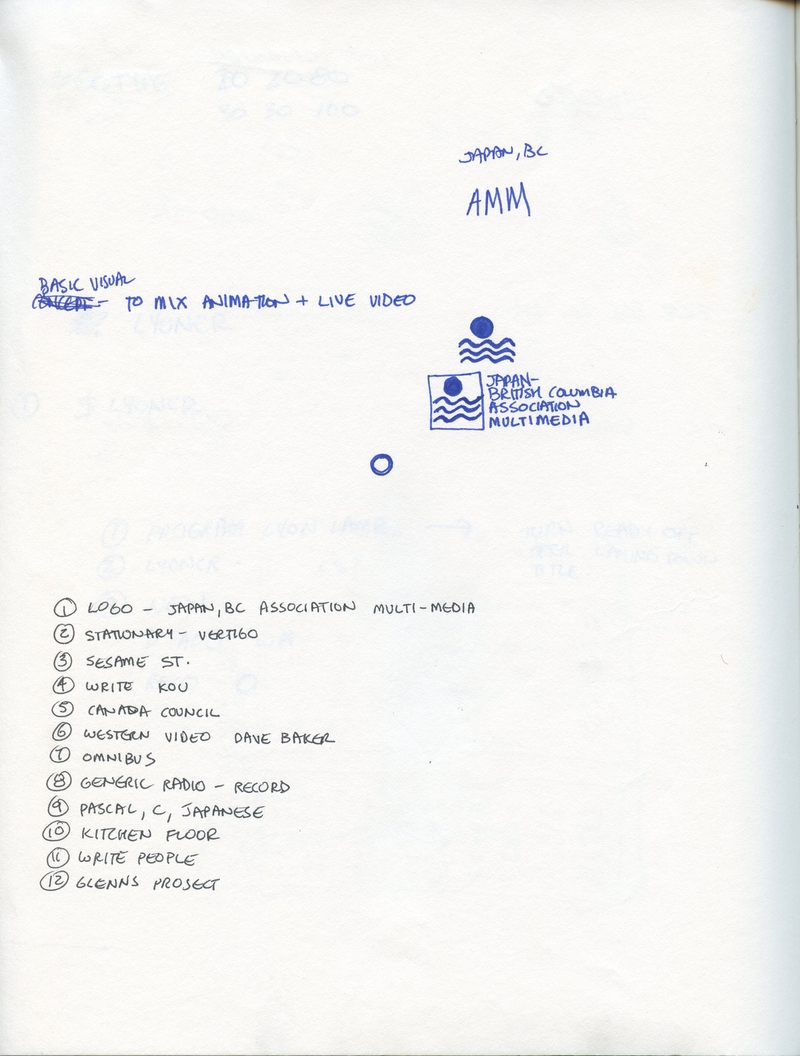 JAPAN, BC
AMM
BASIC VISUAL
CONCEPT - TO MIX ANIMATION + LIVE VIDEO
JAPAN-
BRITISH COLUMBIA
ASSOCIATION
MULTIMEDIA
① LOGO - JAPAN, BC ASSOCIATION MULTI-MEDIA
② STATIONARY - VERTIGO
③ SESAME ST.
④ WRITE KOU
⑤ CANADA COUNCIL
⑥ WESTERN VIDEO DAVE BAKER
⑦ OMNIBUS
⑧ GENERIC RADIO - RECORD
⑨ PASCAL, C, JAPANESE
⑩ KITCHEN FLOOR
⑪ WRITE PEOPLE
⑫ GLENNS PROJECT